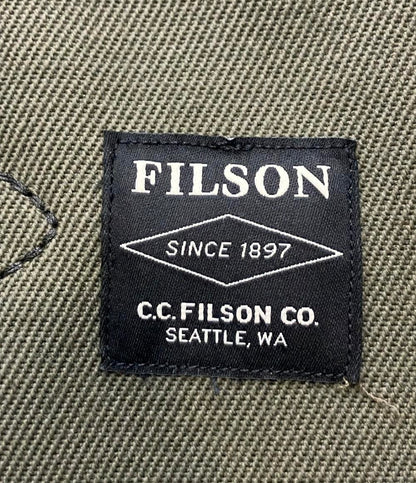 FILSON
SINCE 1897
C.C. FILSON CO.
SEATTLE, WA